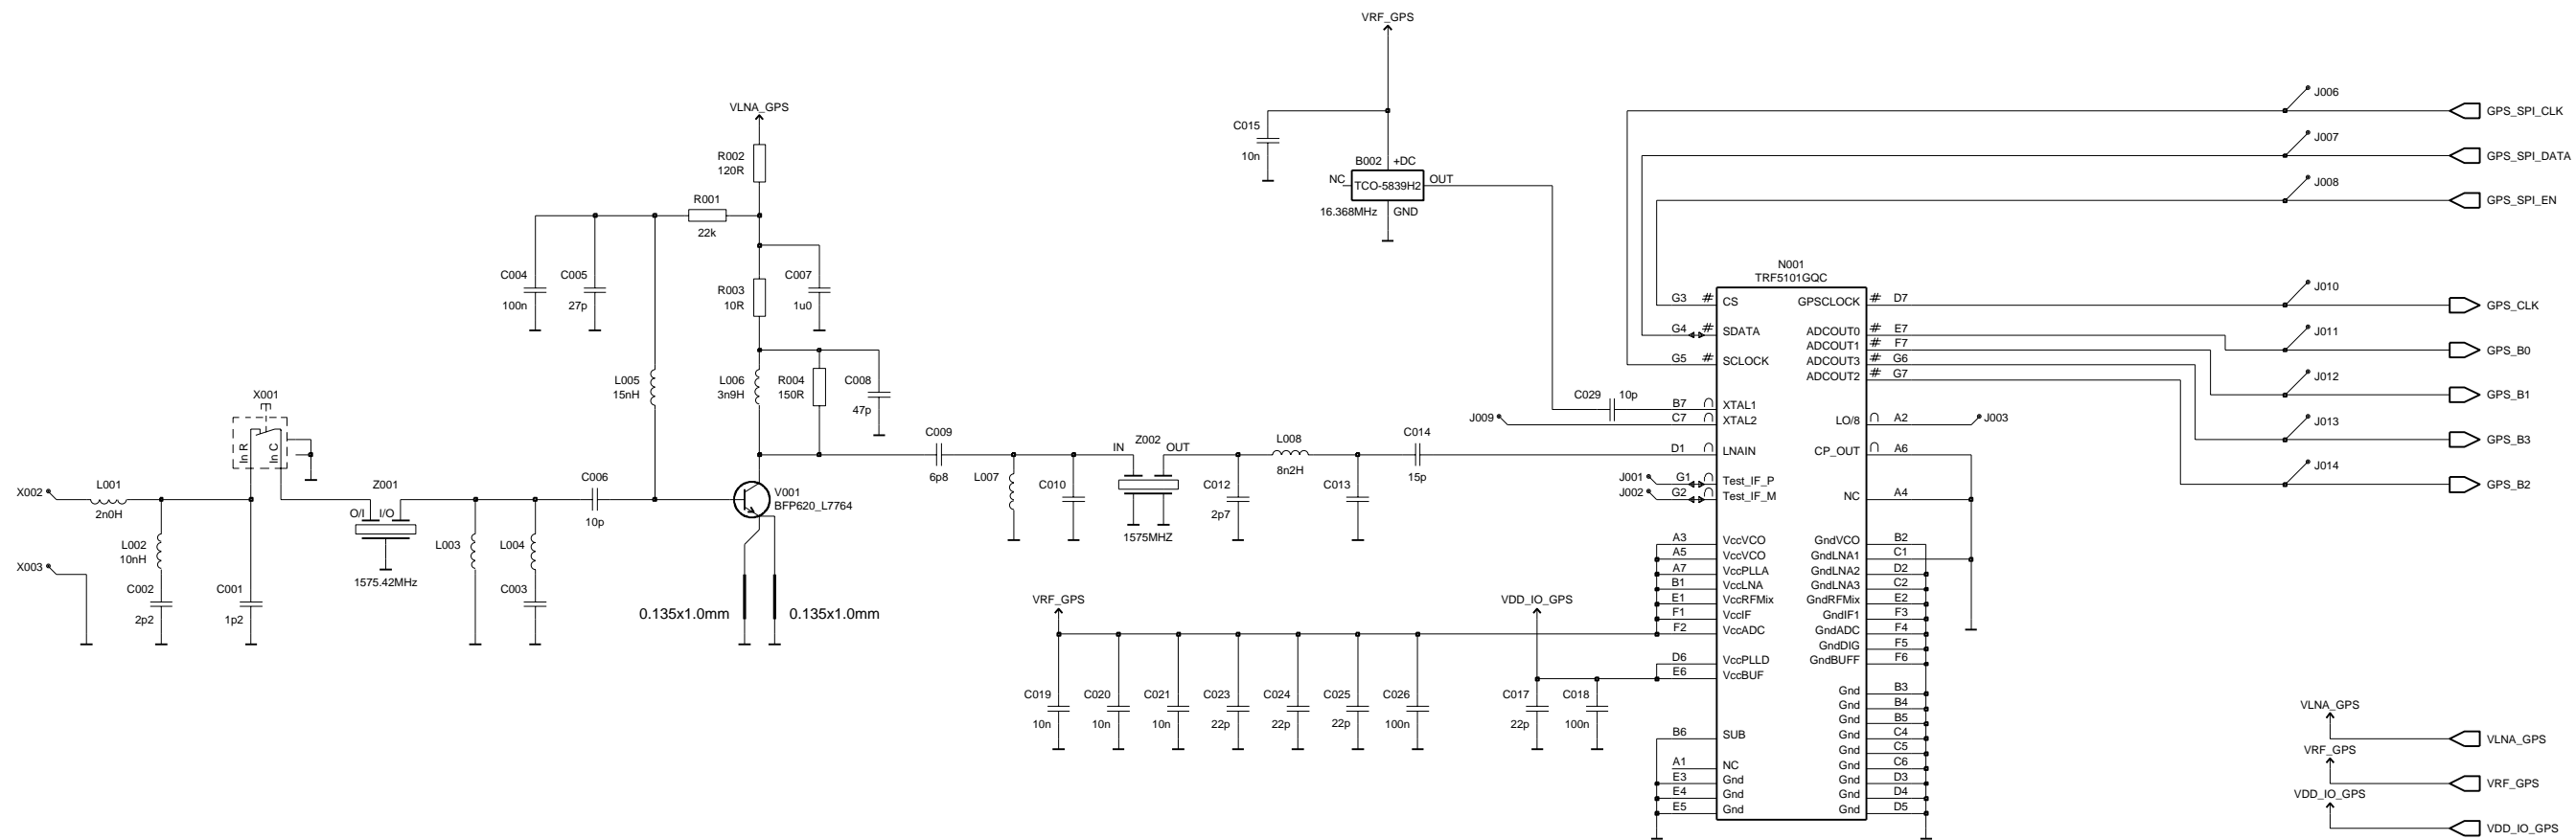 VRF_GPS
J006
GPS_SPI_CLK
VLNA_GPS
C015
10n
J007
GPS_SPI_DATA
R002
120R
B002
+DC
NC
TCO-5839H2
OUT
16.368MHz
GND
J008
GPS_SPI_EN
R001
22k
C004
100n
C005
27p
R003
10R
C007
1u0
N001
TRF5101GQC
G3 # CS
GPSCLOCK # D7
J010
GPS_CLK
G4 # SDATA
ADCOUT0 # E7
J011
GPS_B0
ADCOUT1 # F7
G5 # SCLOCK
ADCOUT3 # G6
ADCOUT2 # G7
J012
GPS_B1
L005
15nH
L006
3n9H
R004
150R
C008
47p
C029
10p
B7 XTAL1
J009
C7 XTAL2
LO/8 A2
J003
J013
GPS_B3
X001
In R
In C
C009
6p8
IN
Z002
OUT
L008
8n2H
C014
15p
D1 LNAIN
CP_OUT A6
J014
GPS_B2
J001
G1 Test_IF_P
J002
G2 Test_IF_M
NC A4
X002
L001
2n0H
Z001
O/I
I/O
1575.42MHz
C006
10p
V001
BFP620_L7764
L007
C010
1575MHZ
C012
2p7
C013
L002
10nH
L003
L004
X003
C002
2p2
C001
1p2
C003
0.135x1.0mm
0.135x1.0mm
VRF_GPS
VDD_IO_GPS
A3 VccVCO
GndVCO B2
A5 VccVCO
GndLNA1 C1
A7 VccPLLA
GndLNA2 D2
B1 VccLNA
GndLNA3 C2
E1 VccRFMix
GndRFMix E2
F1 VccIF
GndIF1 F3
F2 VccADC
GndADC F4
GndDIG F5
D6 VccPLLD
GndBUFF F6
E6 VccBUF
C019
10n
C020
10n
C021
10n
C023
22p
C024
22p
C025
22p
C026
100n
C017
22p
C018
100n
Gnd B3
Gnd B4
Gnd B5
B6 SUB
Gnd C4
Gnd C5
A1 NC
Gnd C6
E3 Gnd
Gnd D3
E4 Gnd
Gnd D4
E5 Gnd
Gnd D5
VLNA_GPS
VLNA_GPS
VRF_GPS
VRF_GPS
VDD_IO_GPS
VDD_IO_GPS